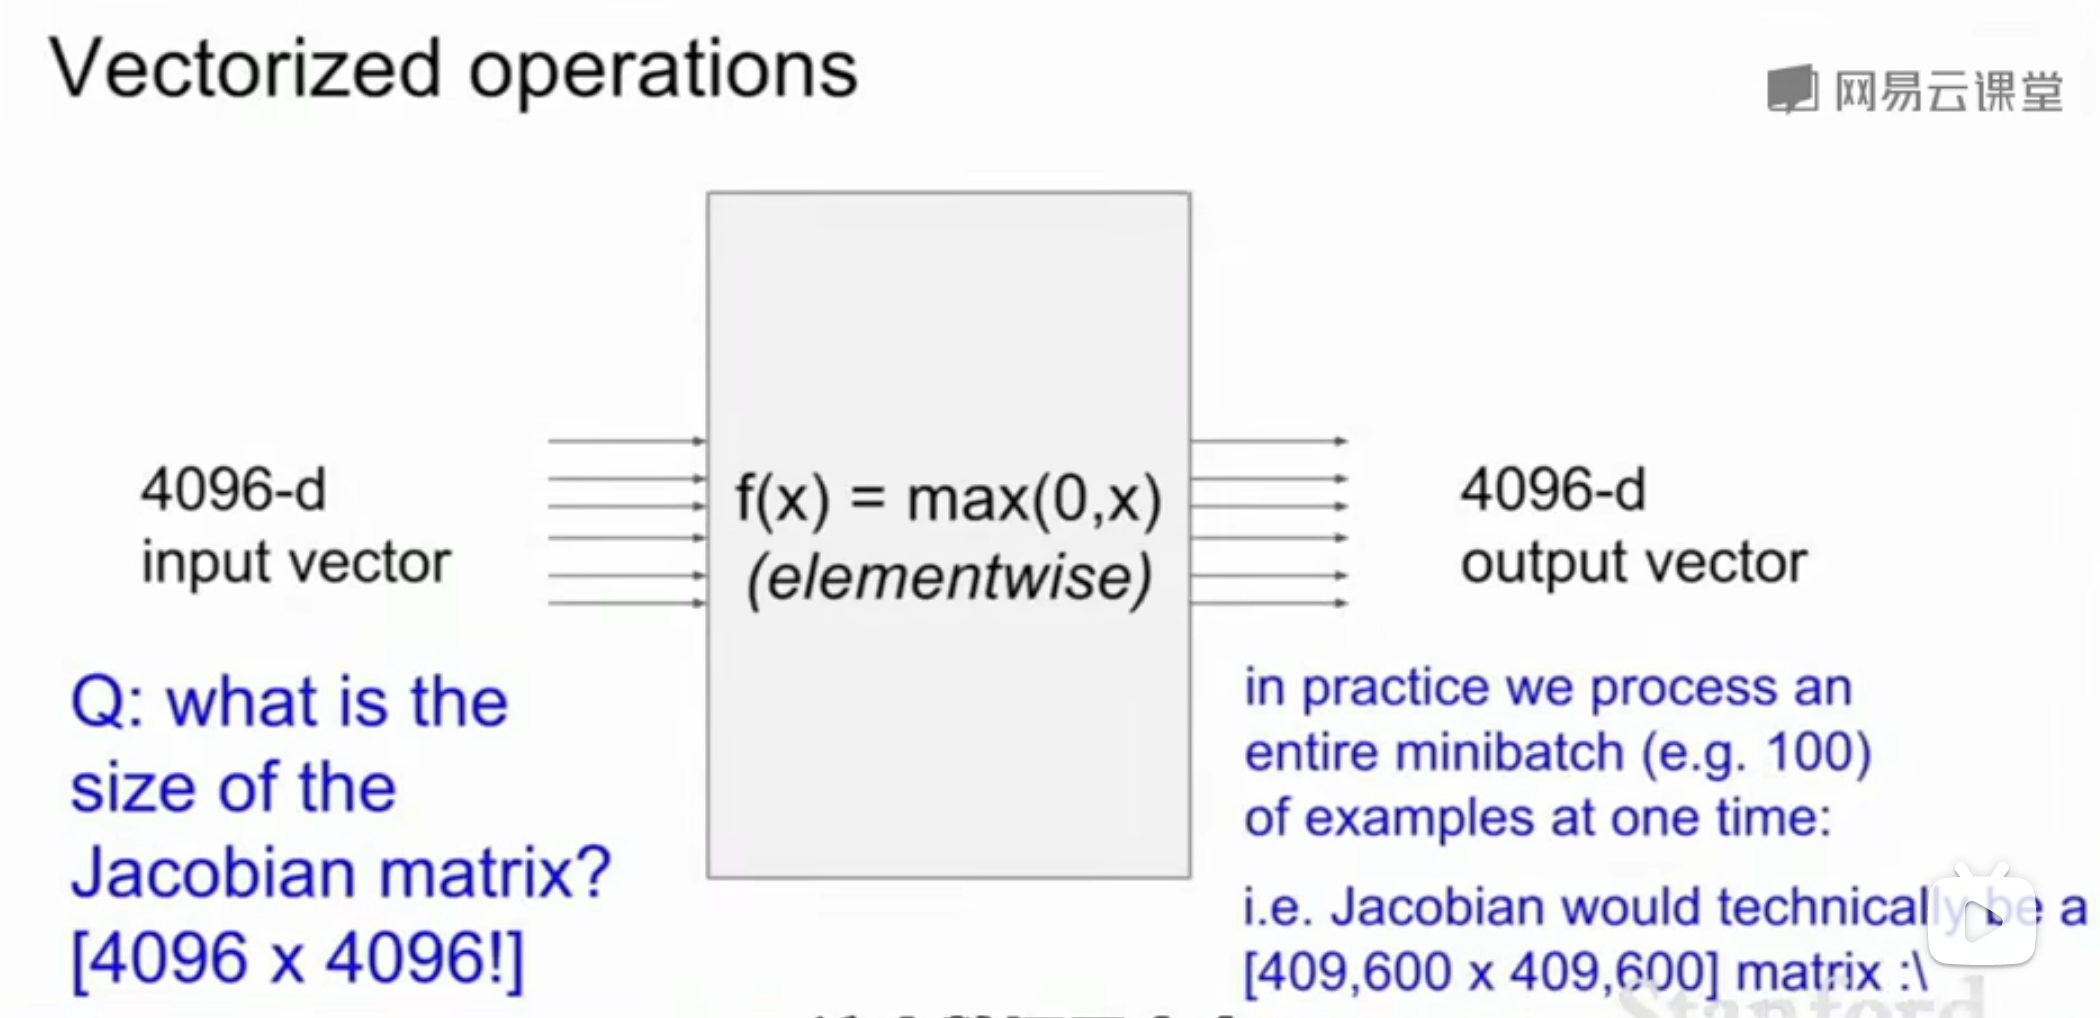 Vectorized operations
网易云课堂
4096-d
input vector
f(x) = max(0,x)
(elementwise)
4096-d
output vector
Q: what is the
size of the
Jacobian matrix?
[4096 x 4096!]
in practice we process an
entire minibatch (e.g. 100)
of examples at one time:
i.e. Jacobian would technically be a
[409,600 x 409,600] matrix :\
Stanford